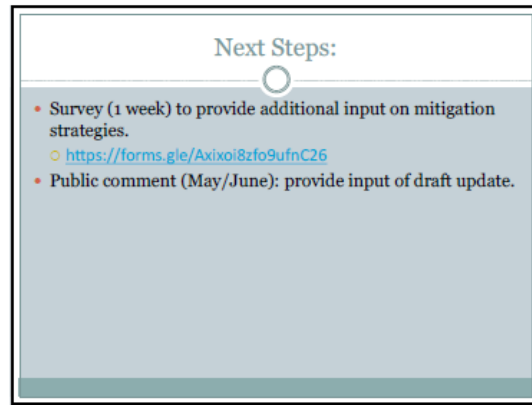 Next Steps:
• Survey (1 week) to provide additional input on mitigation
strategies.
○ https://forms.gle/Axixoi8zfo9ufnC26
• Public comment (May/June): provide input of draft update.